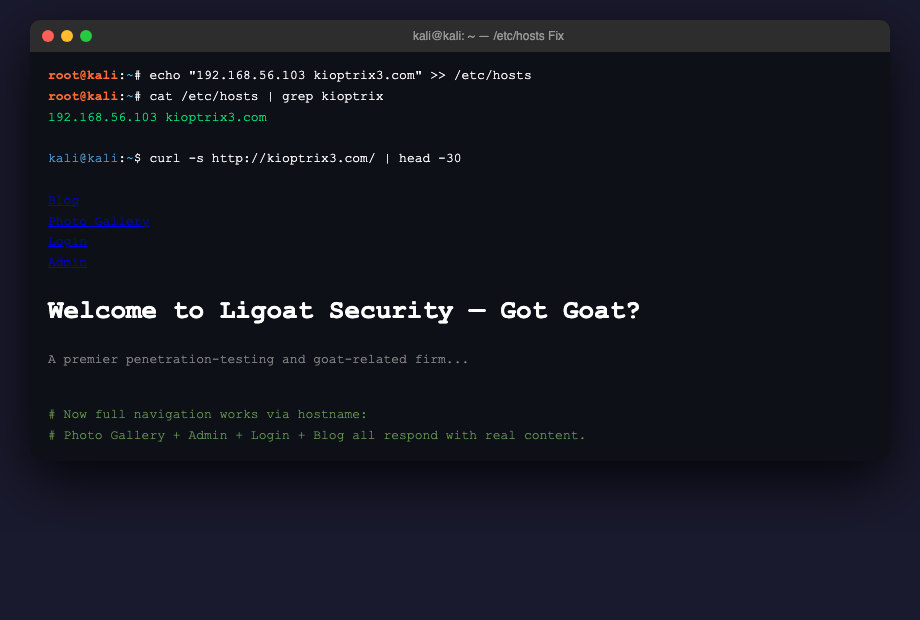 kali@kali: ~ — /etc/hosts Fix
root@kali:~# echo "192.168.56.103 kioptrix3.com" >> /etc/hosts
root@kali:~# cat /etc/hosts | grep kioptrix
192.168.56.103 kioptrix3.com
kali@kali:~$ curl -s http://kioptrix3.com/ | head -30
Blog
Photo Gallery
Login
Admin
Welcome to Ligoat Security — Got Goat?
A premier penetration-testing and goat-related firm...
# Now full navigation works via hostname:
# Photo Gallery + Admin + Login + Blog all respond with real content.